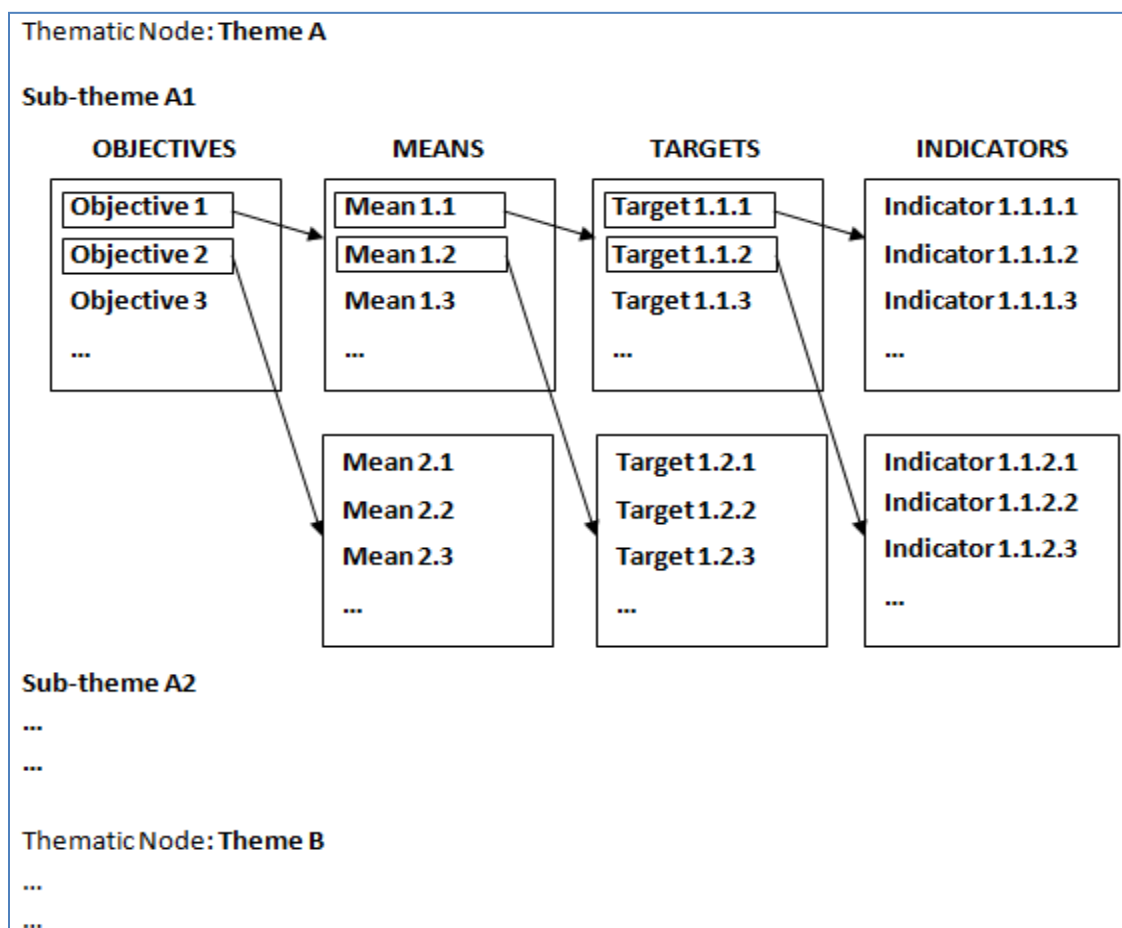 Thematic Node: Theme A
Sub-theme A1
OBJECTIVES MEANS TARGETS INDICATORS
Objective 1
Objective 2
Objective 3
...
Mean 1.1
Mean 1.2
Mean 1.3
...
Target 1.1.1
Target 1.1.2
Target 1.1.3
...
Indicator 1.1.1.1
Indicator 1.1.1.2
Indicator 1.1.1.3
...
Mean 2.1
Mean 2.2
Mean 2.3
...
Target 1.2.1
Target 1.2.2
Target 1.2.3
...
Indicator 1.1.2.1
Indicator 1.1.2.2
Indicator 1.1.2.3
...
Sub-theme A2
...
...
Thematic Node: Theme B
...
...